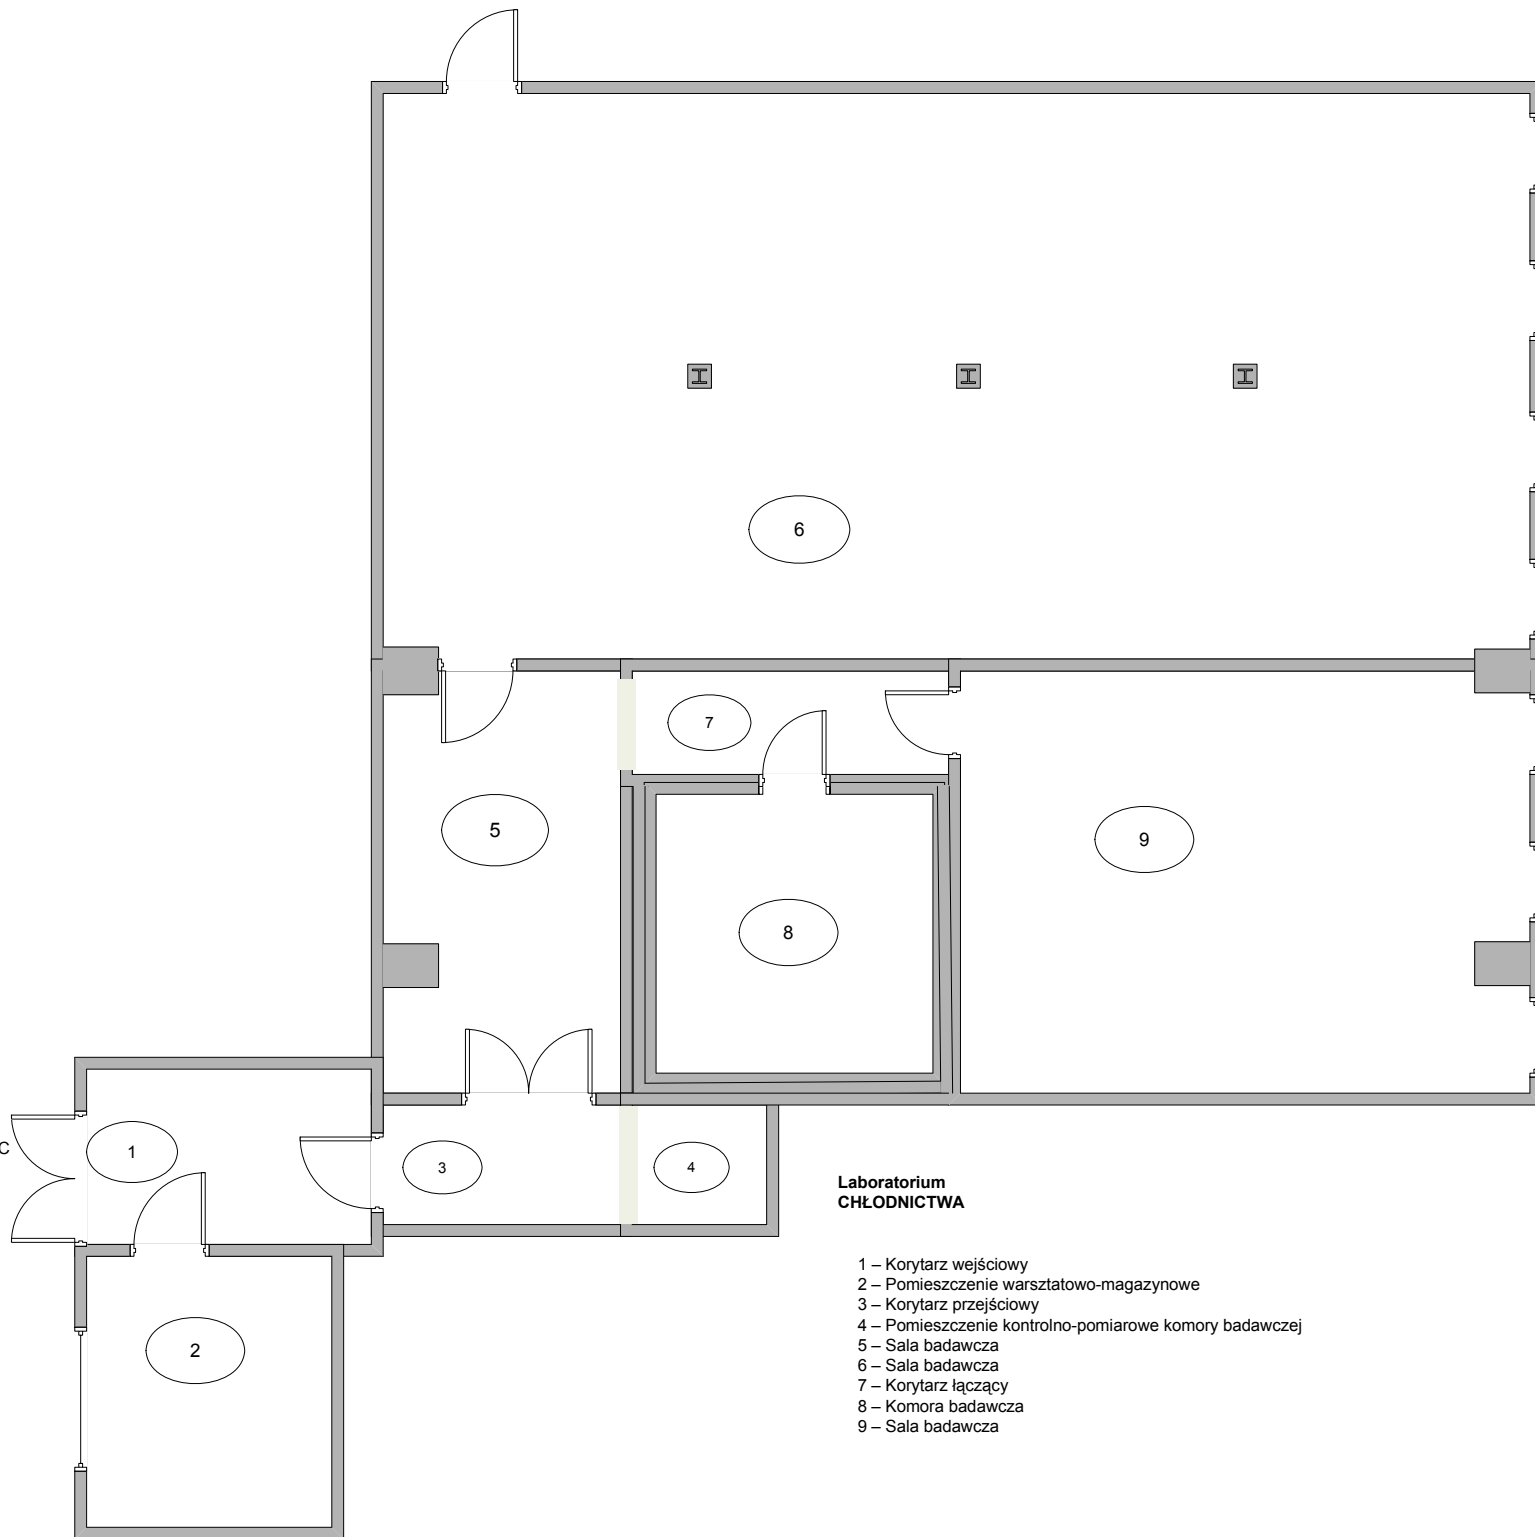 6
7
5
9
8
C
1
3
4
Laboratorium
CHŁODNICTWA
1 – Korytarz wejściowy
2 – Pomieszczenie warsztatowo-magazynowe
3 – Korytarz przejściowy
4 – Pomieszczenie kontrolno-pomiarowe komory badawczej
5 – Sala badawcza
6 – Sala badawcza
7 – Korytarz łączący
8 – Komora badawcza
9 – Sala badawcza
2